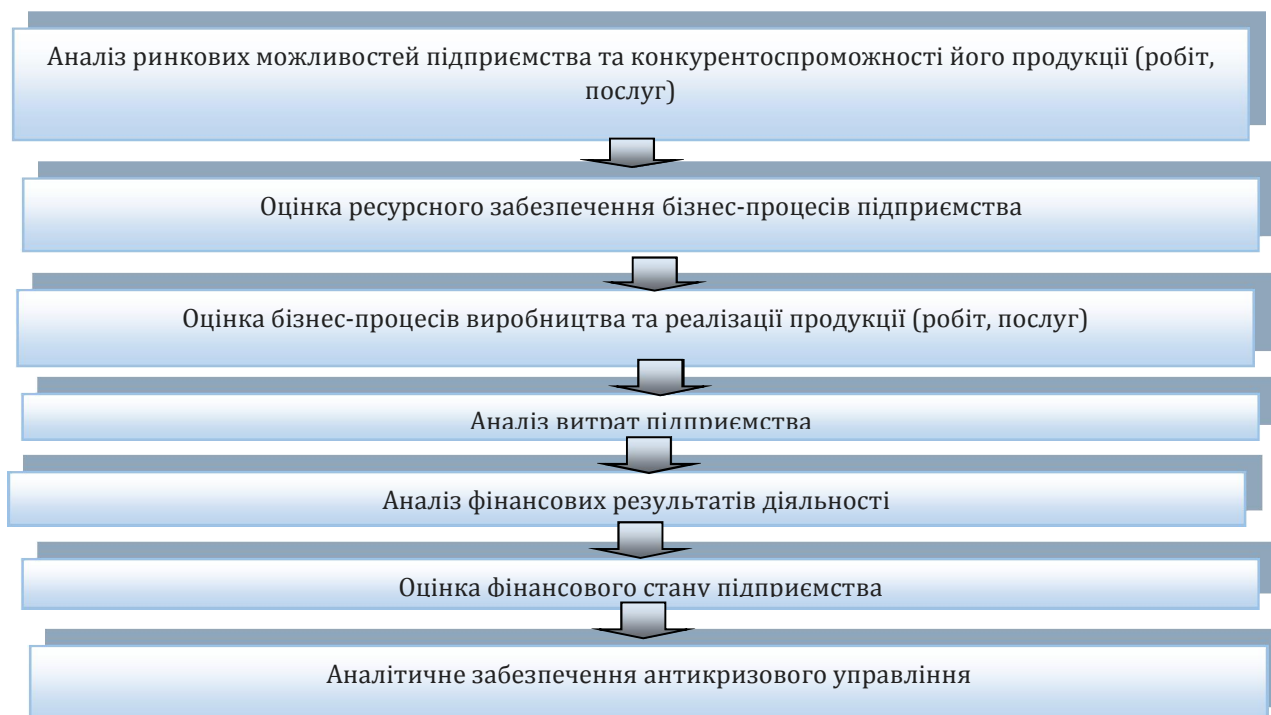 Аналіз ринкових можливостей підприємства та конкурентоспроможності його продукції (робіт,
послуг)
Оцінка ресурсного забезпечення бізнес-процесів підприємства
Оцінка бізнес-процесів виробництва та реалізації продукції (робіт, послуг)
Аналіз витрат підприємства
Аналіз фінансових результатів діяльності
Оцінка фінансового стану підприємства
Аналітичне забезпечення антикризового управління